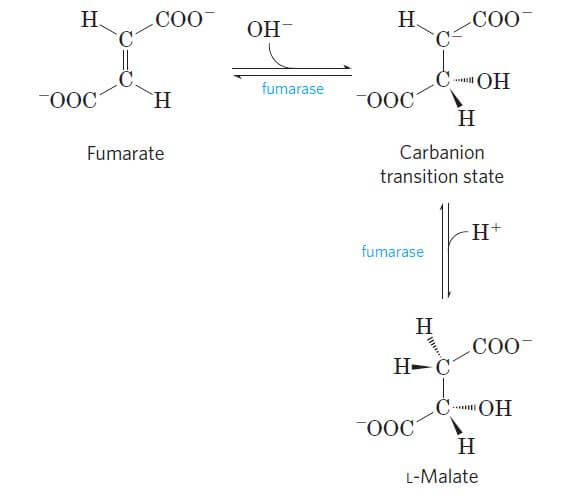 H COO⁻
C
C
⁻OOC H
Fumarate
OH⁻
fumarase
H COO⁻
C⁻
C OH
⁻OOC
H
Carbanion
transition state
H⁺
fumarase
H
COO⁻
H C
C OH
⁻OOC
H
L-Malate